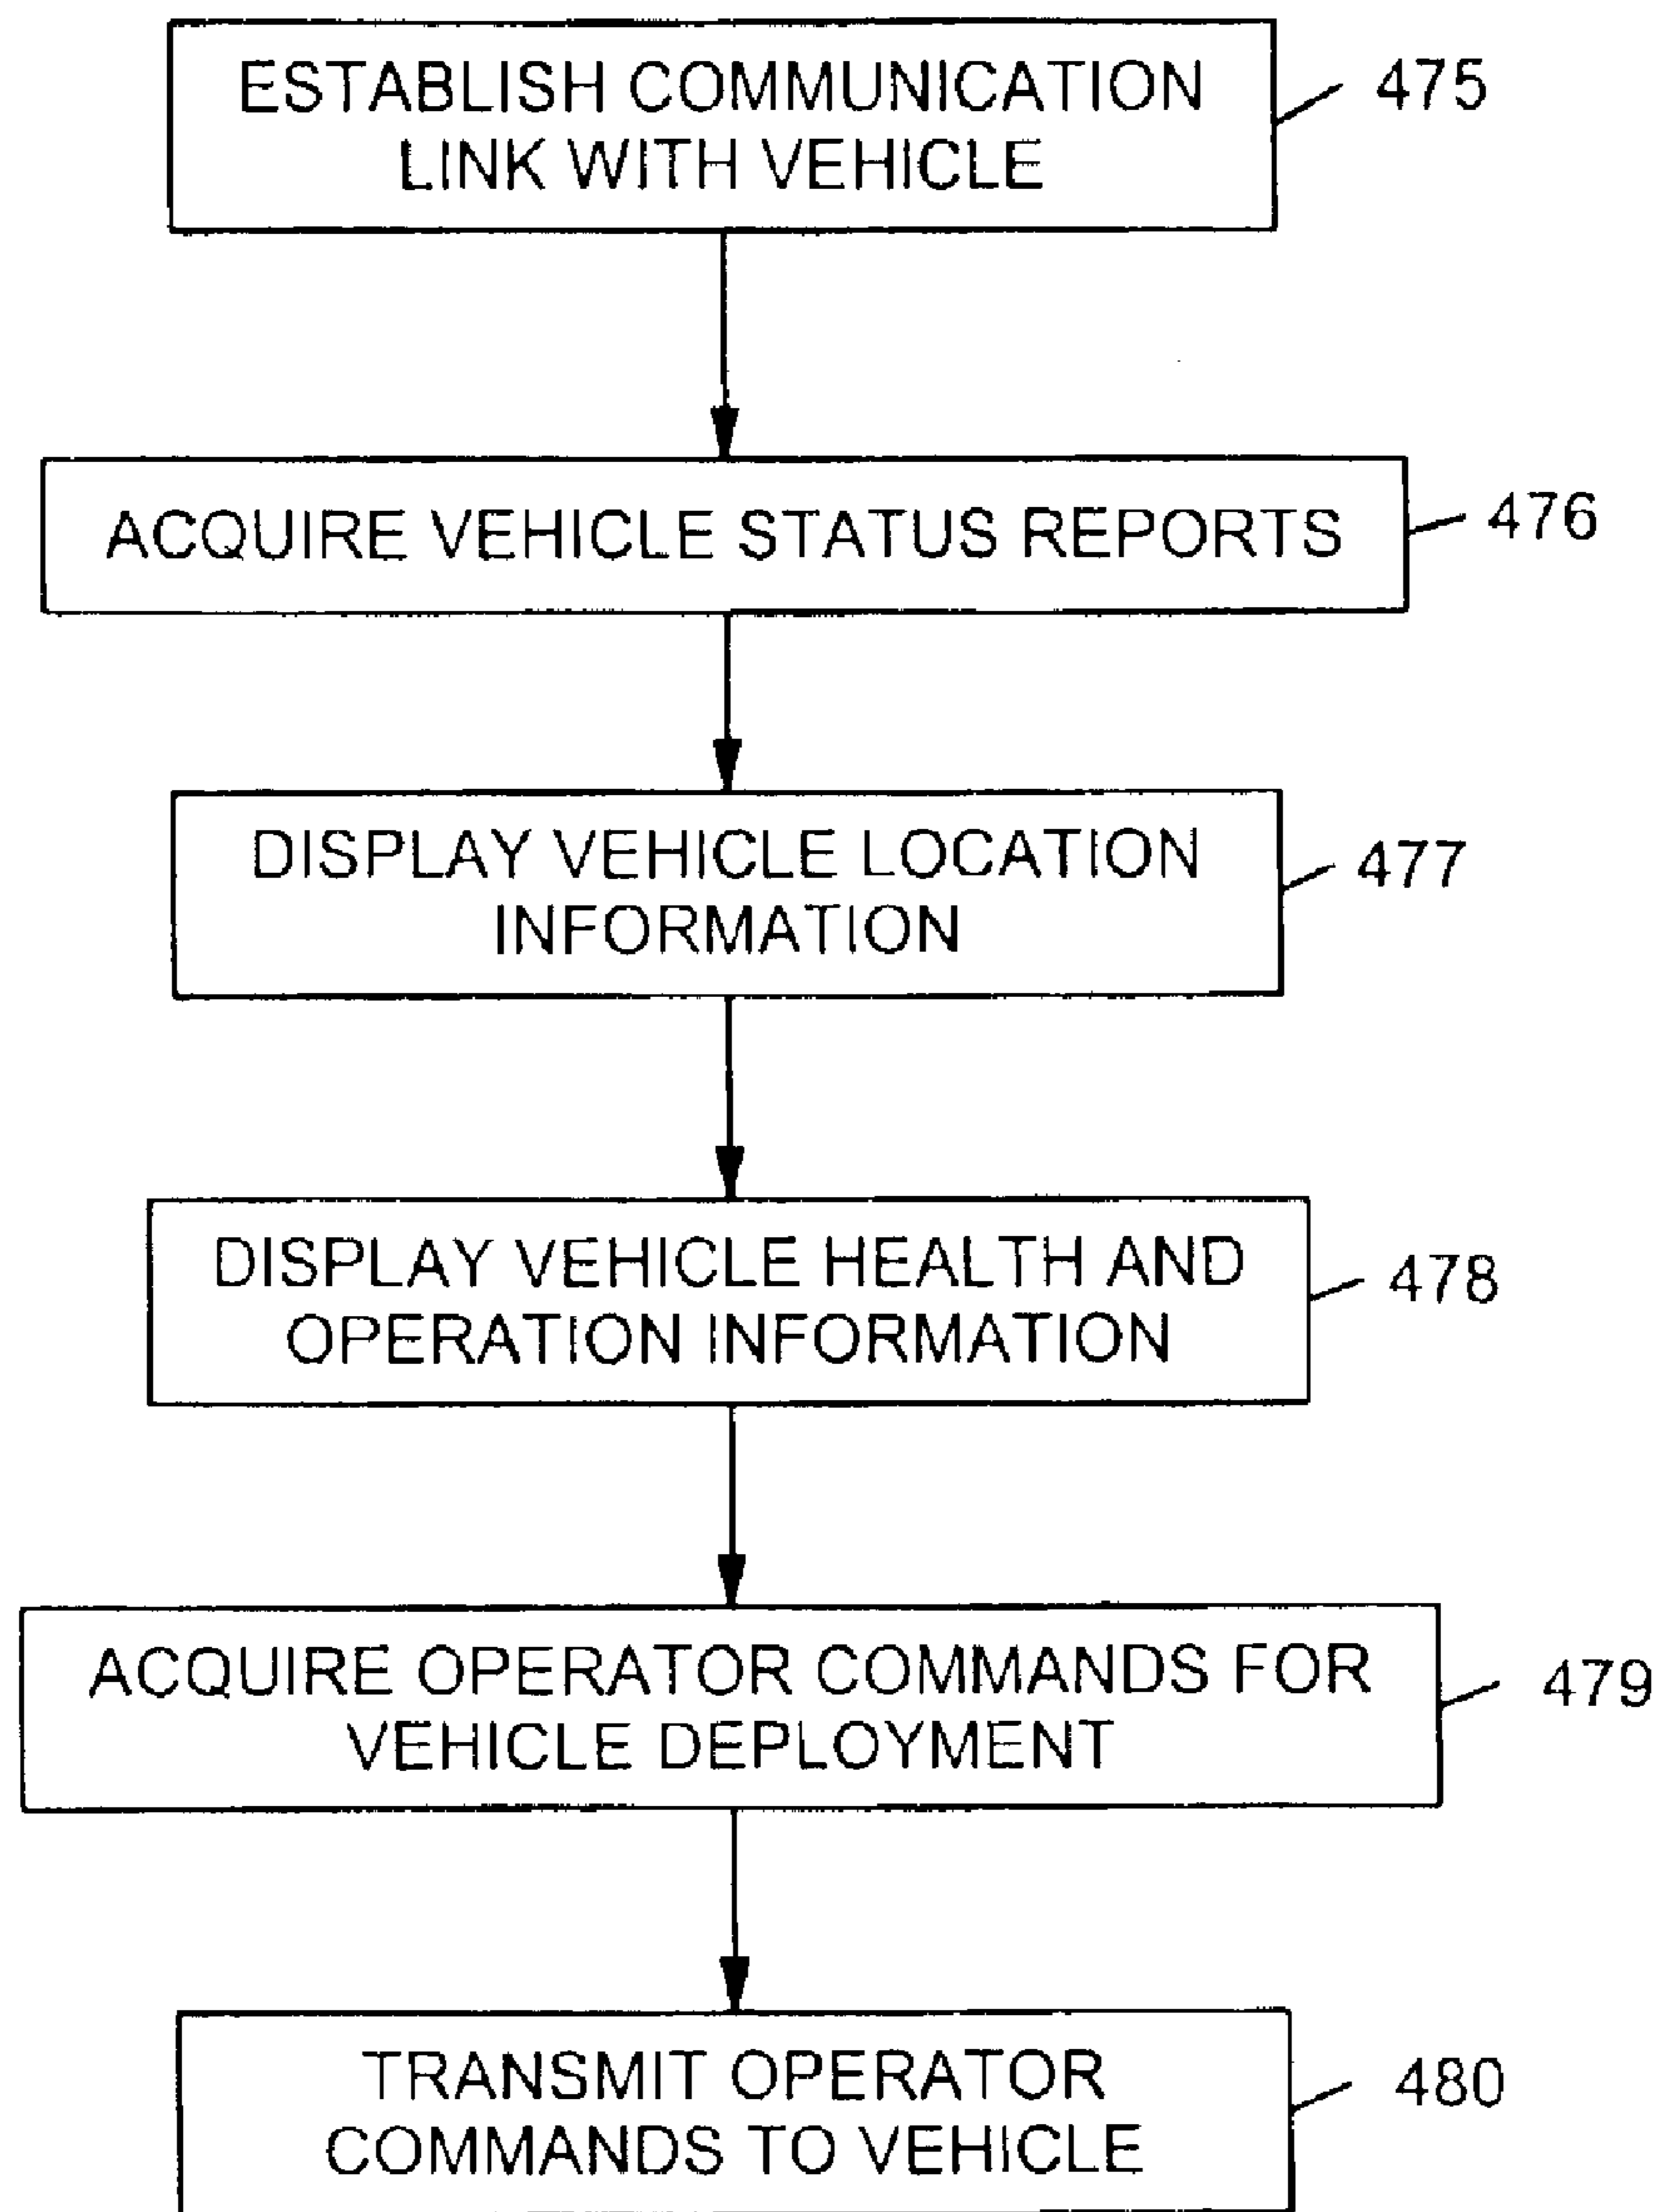 ESTABLISH COMMUNICATION
LINK WITH VEHICLE
475
ACQUIRE VEHICLE STATUS REPORTS
476
DISPLAY VEHICLE LOCATION
INFORMATION
477
DISPLAY VEHICLE HEALTH AND
OPERATION INFORMATION
478
ACQUIRE OPERATOR COMMANDS FOR
VEHICLE DEPLOYMENT
479
TRANSMIT OPERATOR
COMMANDS TO VEHICLE
480